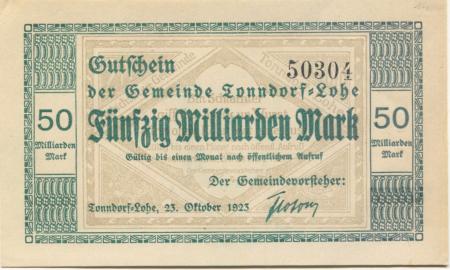 Gutschein 50304
der Gemeinde Tonndorf-Lohe
Fünfzig Milliarden Mark
50
Milliarden
Mark
50
Milliarden
Mark
Gültig bis einen Monat nach öffentlichem Aufruf
Der Gemeindevorsteher:
Tonndorf-Lohe, 23. Oktober 1923